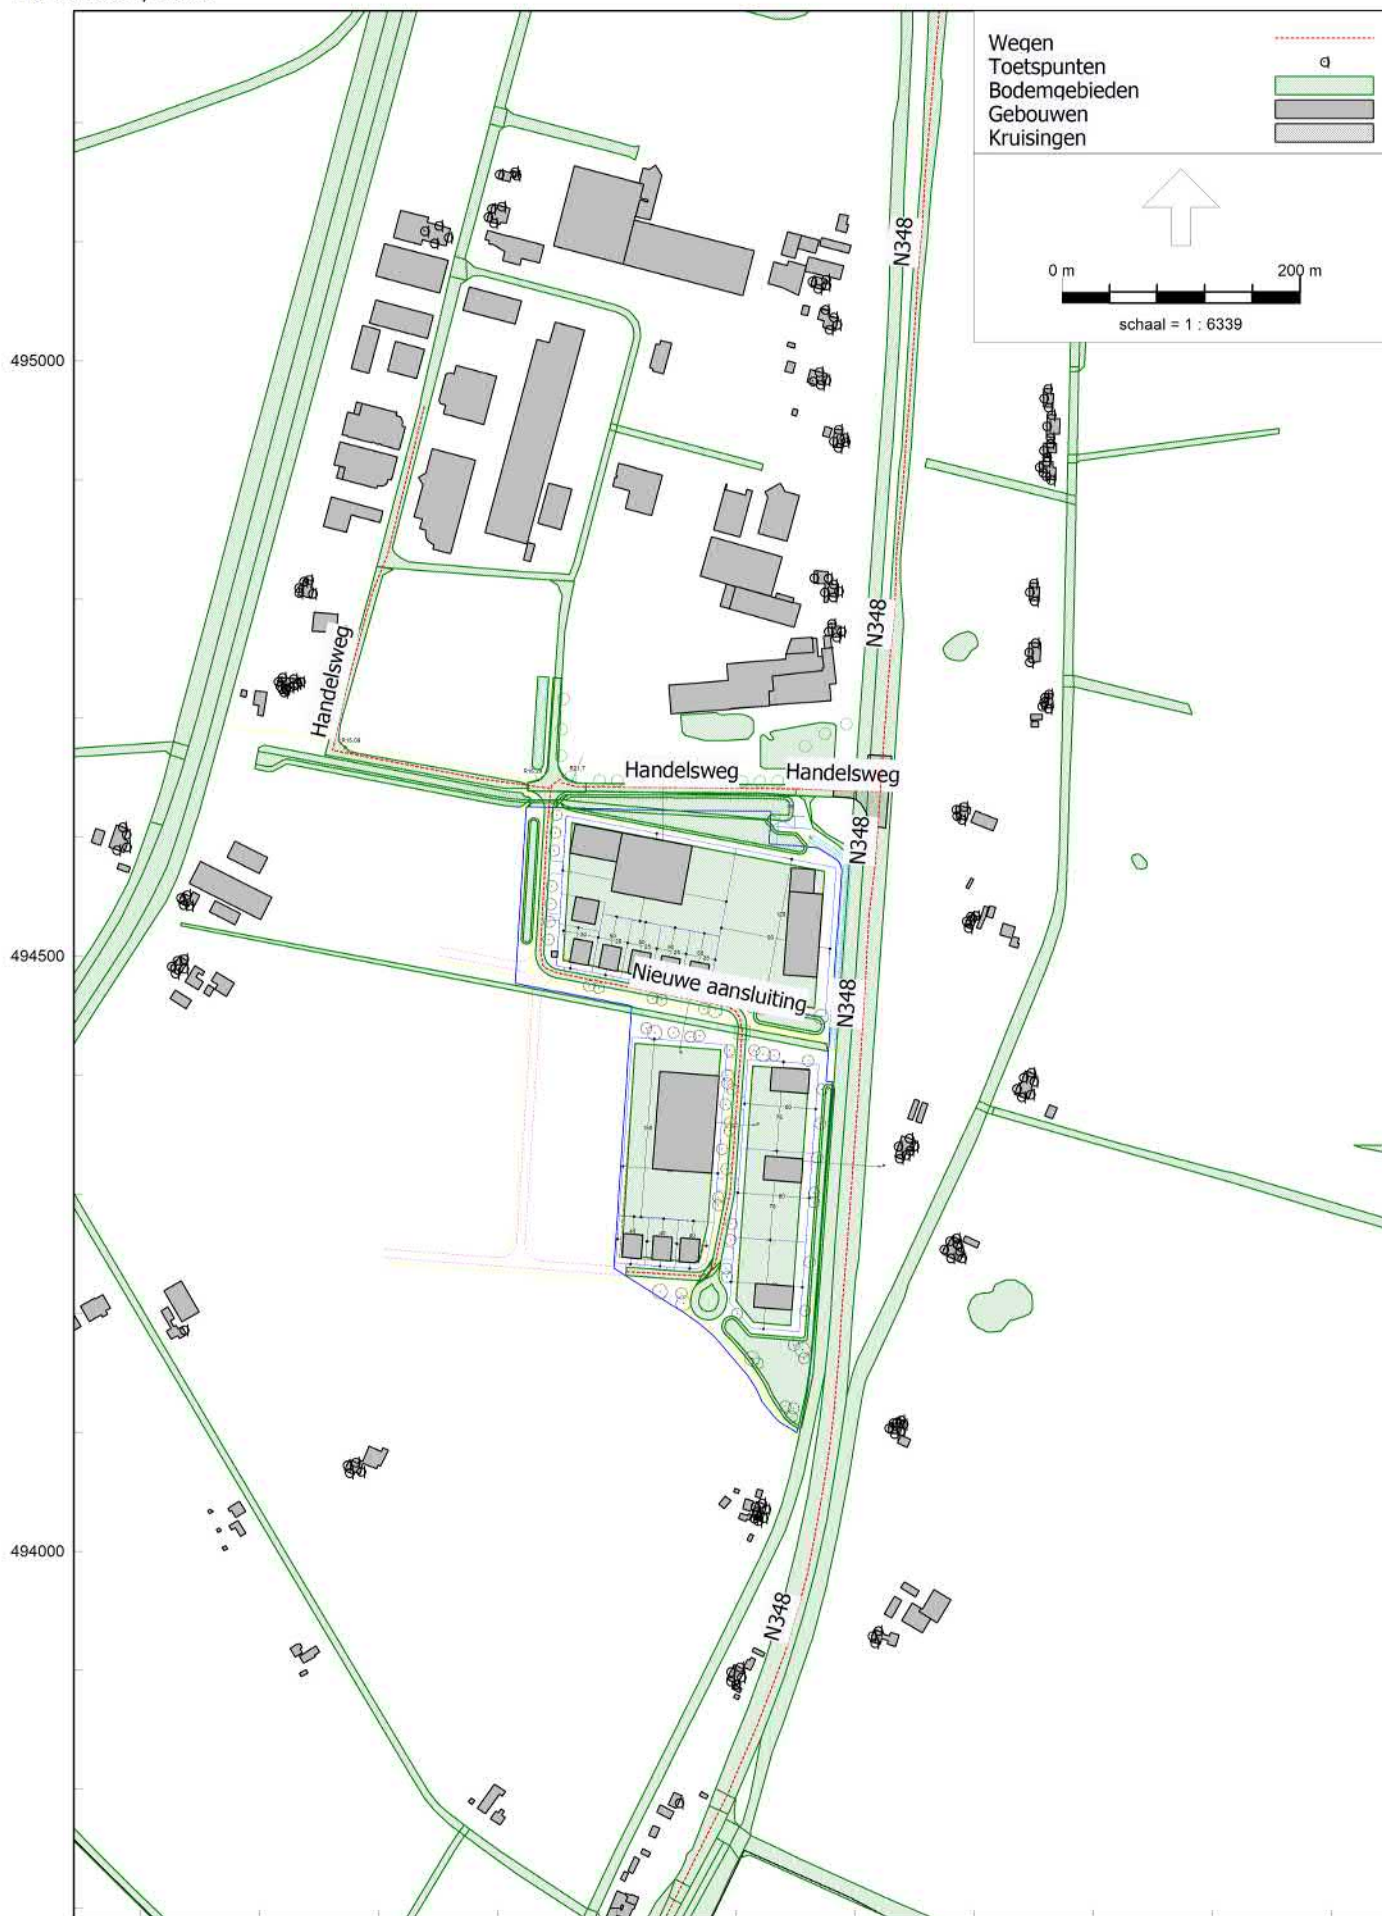 Wegen
Toetspunten
Bodemgebieden
Gebouwen
Kruisingen
0 m 200 m
schaal = 1 : 6339
N348
495000
N348
Handelsweg
Handelsweg
Handelsweg
N348
494500
Nieuwe aansluiting
N348
494000
N348